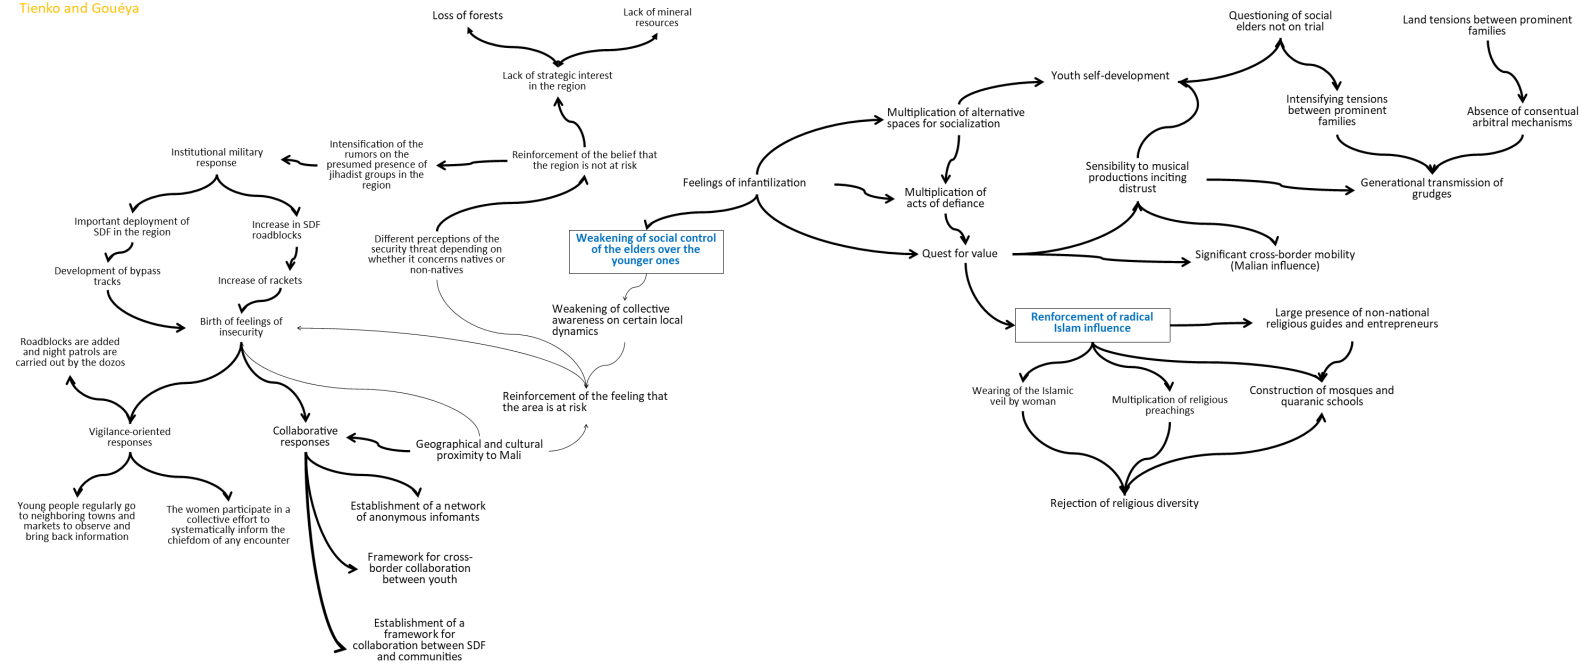 Tienko and Gouéya
Loss of forests
Lack of mineral
resources
Lack of strategic interest
in the region
Intensification of the
rumors on the
presumed presence of
jihadist groups in the
region
Reinforcement of the belief that
the region is not at risk
Institutional military
response
Important deployment of
SDF in the region
Increase in SDF
roadblocks
Development of bypass
tracks
Increase of rackets
Birth of feelings of
insecurity
Different perceptions of the
security threat depending on
whether it concerns natives or
non-natives
Weakening of social control
of the elders over the
younger ones
Weakening of collective
awareness on certain local
dynamics
Reinforcement of the feeling that
the area is at risk
Geographical and cultural
proximity to Mali
Roadblocks are added
and night patrols are
carried out by the dozos
Vigilance-oriented
responses
Collaborative
responses
Young people regularly go
to neighboring towns and
markets to observe and
bring back information
The women participate in a
collective effort to
systematically inform the
chiefdom of any encounter
Establishment of a network
of anonymous infomants
Framework for cross-
border collaboration
between youth
Establishment of a
framework for
collaboration between SDF
and communities
Feelings of infantilization
Multiplication of alternative
spaces for socialization
Multiplication of
acts of defiance
Quest for value
Youth self-development
Questioning of social
elders not on trial
Land tensions between prominent
families
Intensifying tensions
between prominent
families
Absence of consentual
arbitral mechanisms
Sensibility to musical
productions inciting
distrust
Generational transmission of
grudges
Significant cross-border mobility
(Malian influence)
Renforcement of radical
Islam influence
Large presence of non-national
religious guides and entrepreneurs
Wearing of the Islamic
veil by woman
Multiplication of religious
preachings
Construction of mosques and
quaranic schools
Rejection of religious diversity